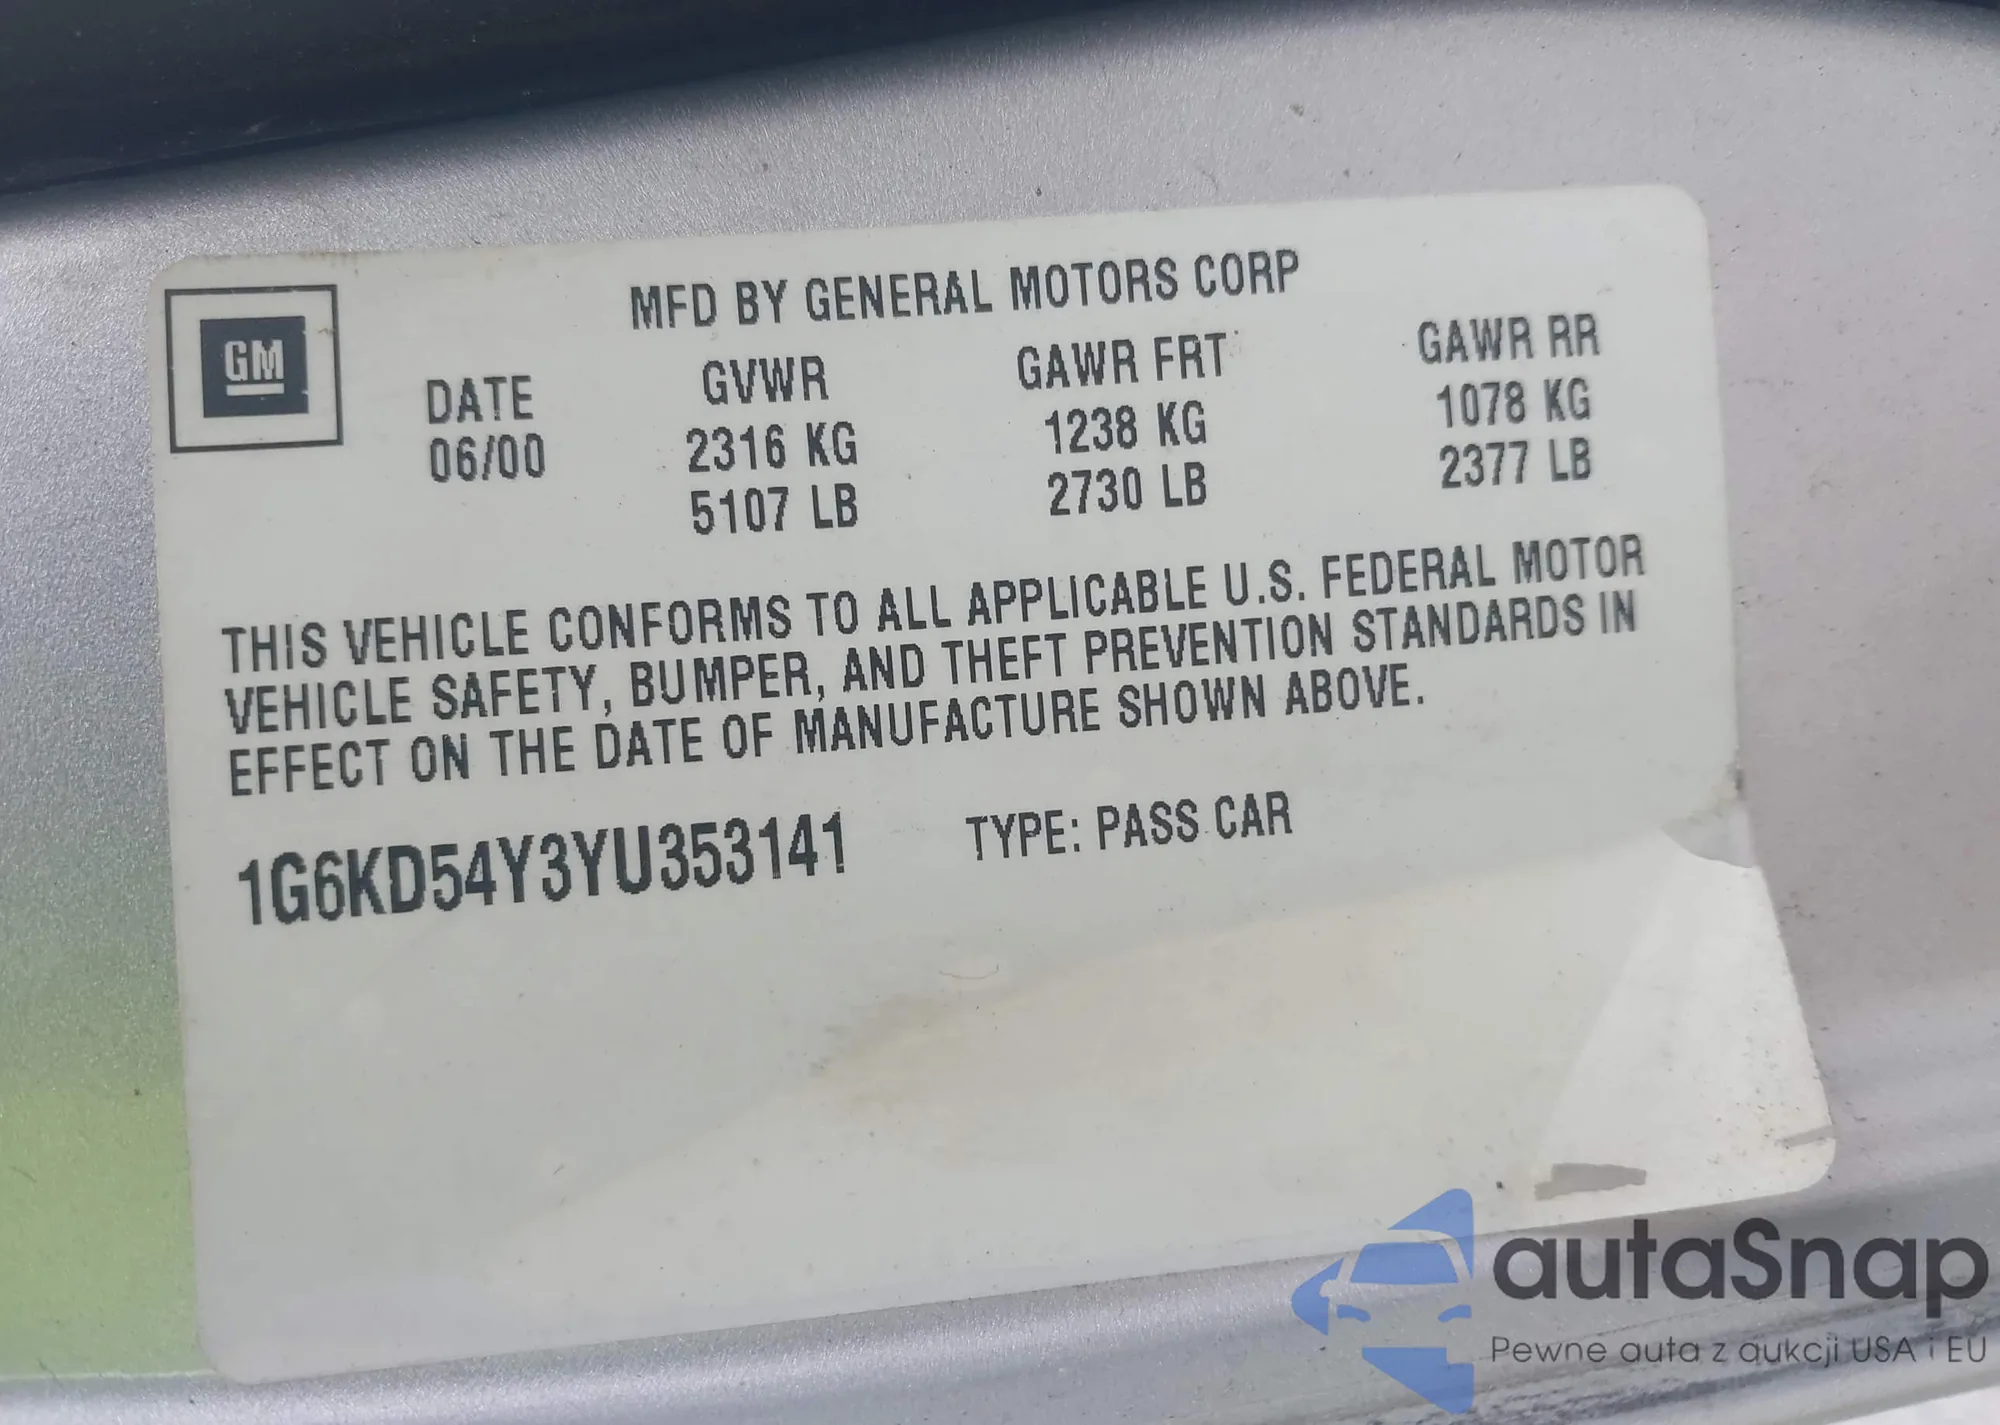 MFD BY GENERAL MOTORS CORP
GM
DATE GVWR GAWR FRT GAWR RR
06/00 2316 KG 1238 KG 1078 KG
5107 LB 2730 LB 2377 LB
THIS VEHICLE CONFORMS TO ALL APPLICABLE U.S. FEDERAL MOTOR
VEHICLE SAFETY, BUMPER, AND THEFT PREVENTION STANDARDS IN
EFFECT ON THE DATE OF MANUFACTURE SHOWN ABOVE.
1G6KD54Y3YU353141 TYPE: PASS CAR
autaSnap
Pewne auta z aukcji USA i EU